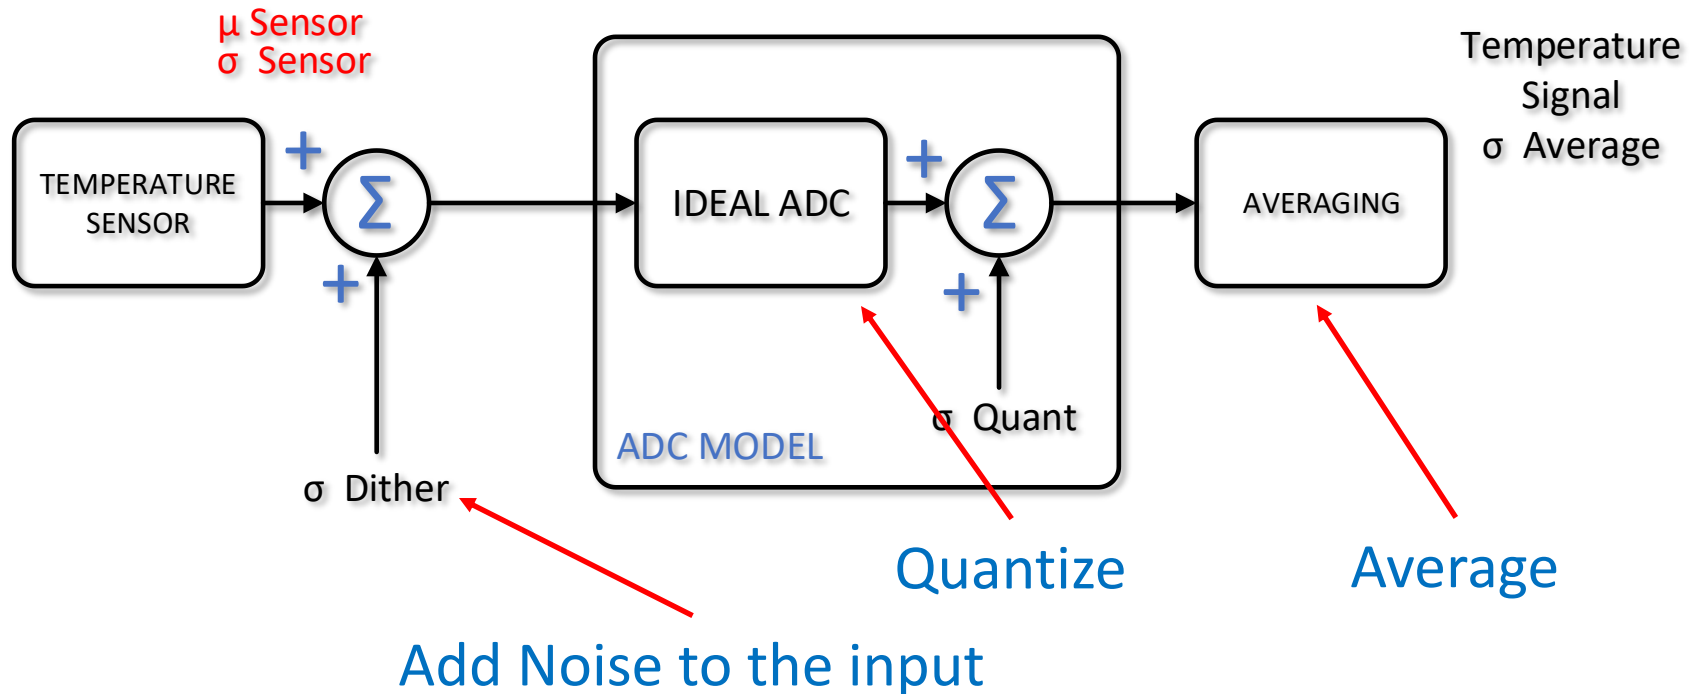 μ Sensor
σ Sensor
Temperature
Signal
σ Average
TEMPERATURE
SENSOR
+
Σ
+
IDEAL ADC
+
Σ
+
AVERAGING
σ Quant
ADC MODEL
σ Dither
Quantize
Average
Add Noise to the input